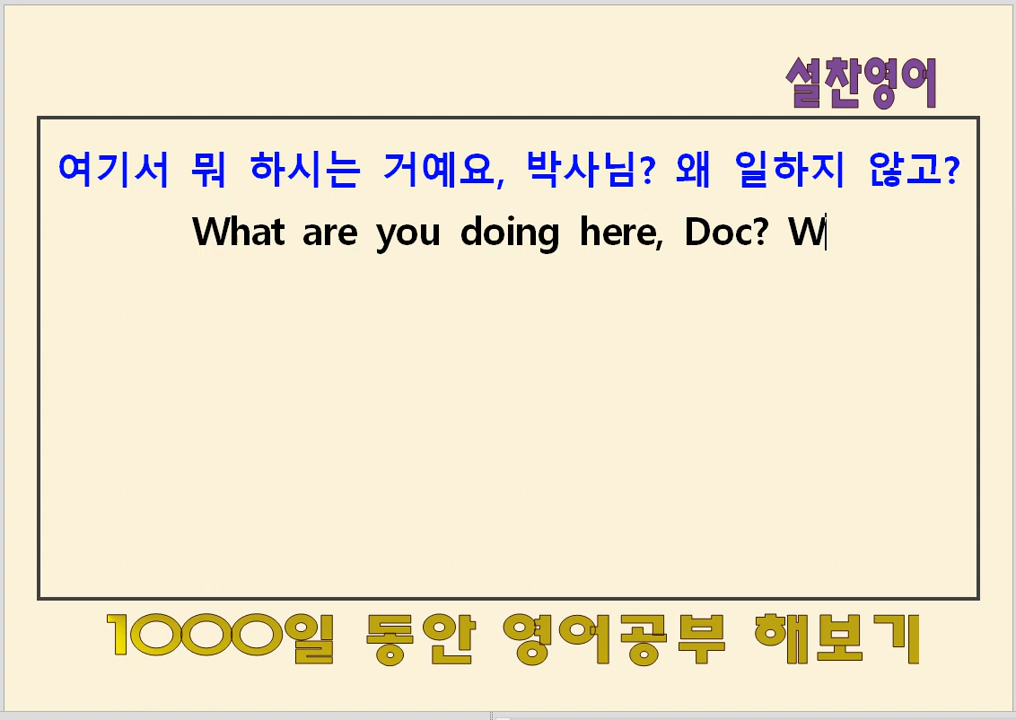 설찬영어
여기서 뭐 하시는 거예요, 박사님? 왜 일하지 않고?
What are you doing here, Doc? W
1000일 동안 영어공부 해보기